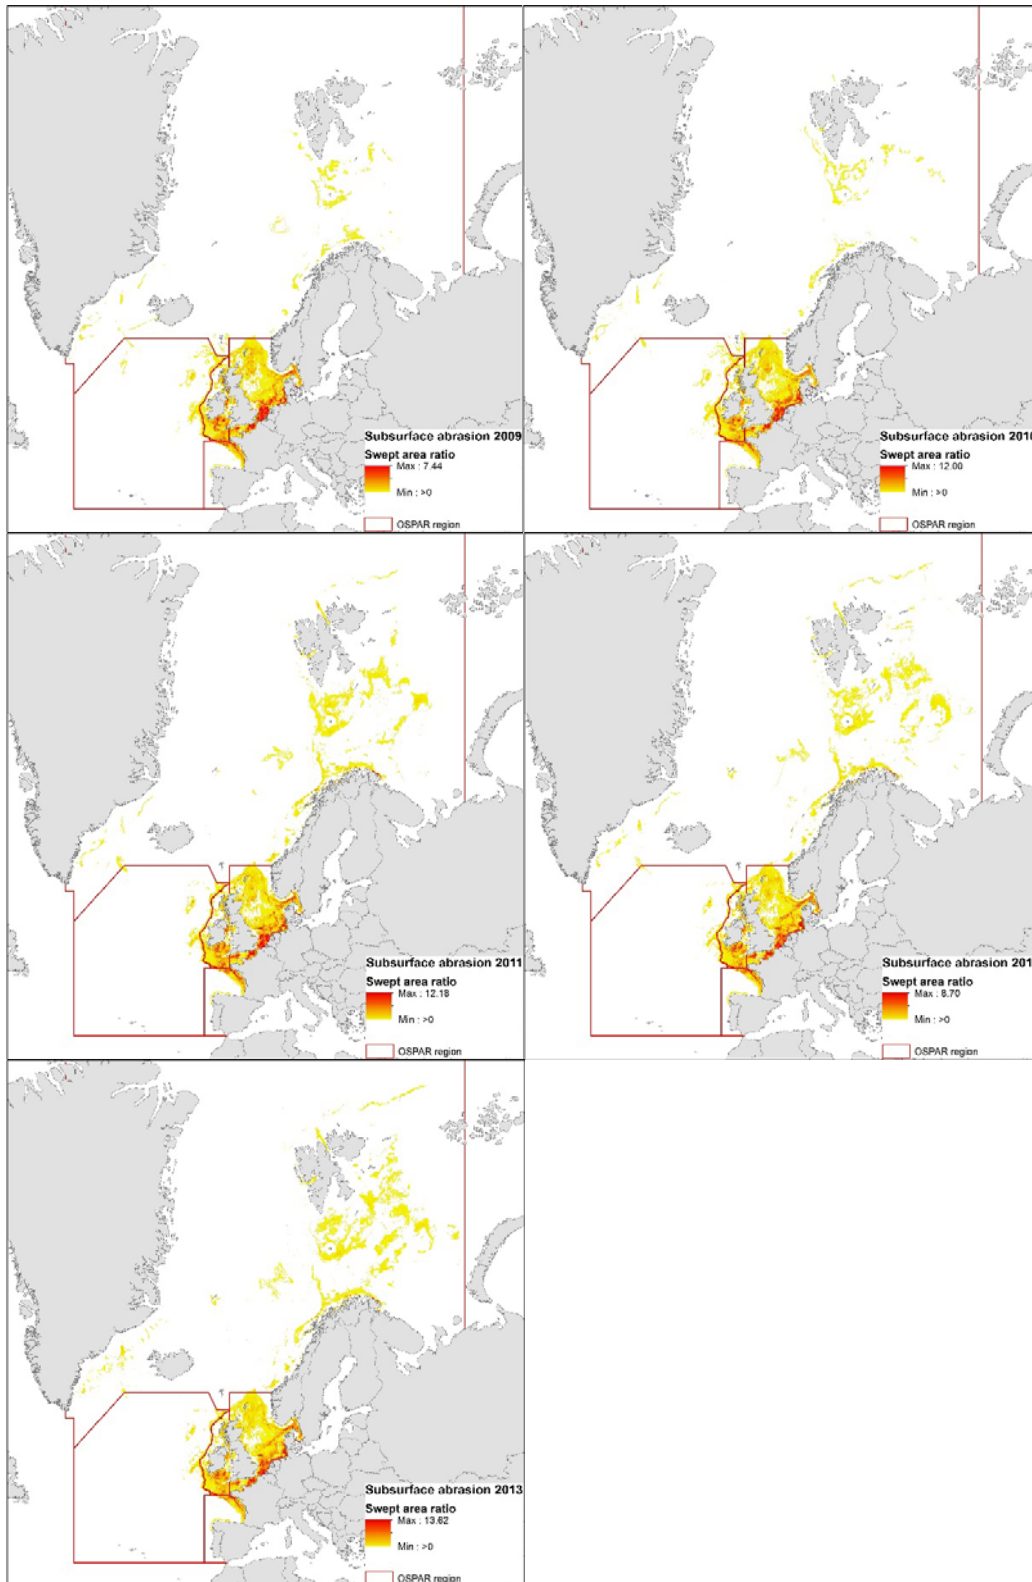 Subsurface abrasion 2009
Swept area ratio
Max : 7.44
Min : >0
OSPAR region
Subsurface abrasion 2010
Swept area ratio
Max : 12.00
Min : >0
OSPAR region
Subsurface abrasion 2011
Swept area ratio
Max : 12.18
Min : >0
OSPAR region
Subsurface abrasion 201
Swept area ratio
Max : 8.70
Min : >0
OSPAR region
Subsurface abrasion 2013
Swept area ratio
Max : 13.62
Min : >0
OSPAR region